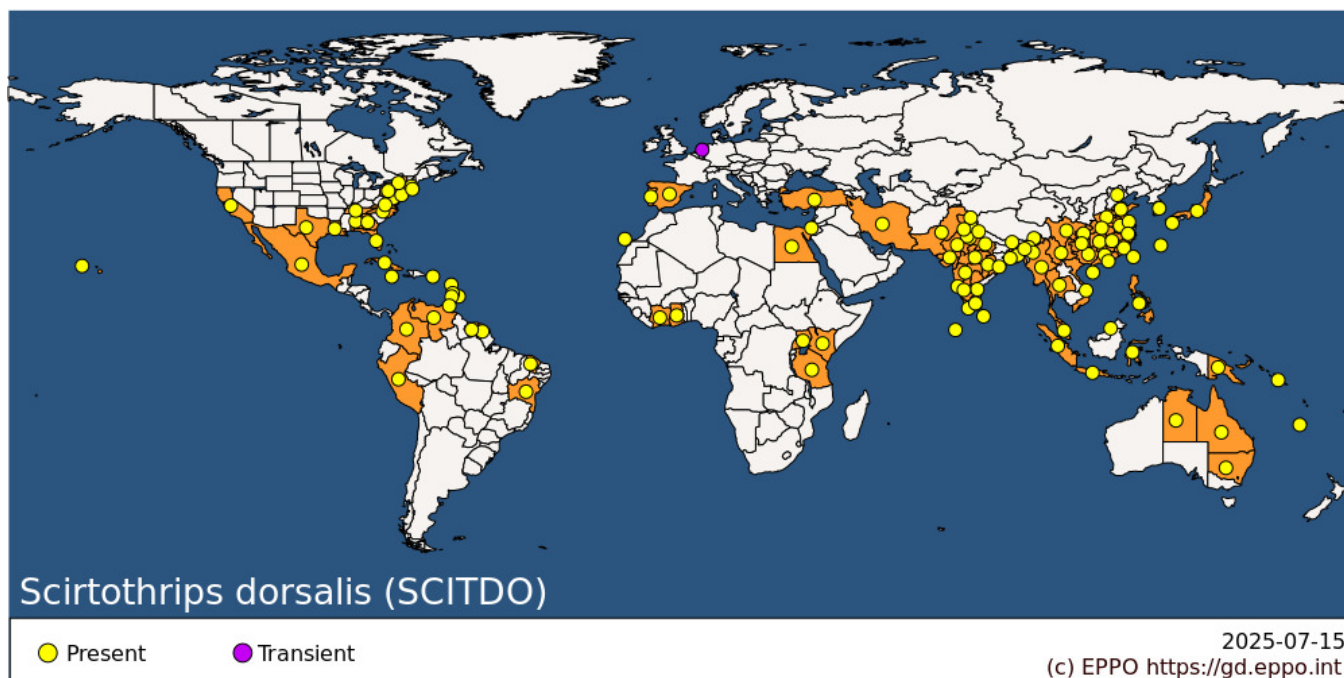 Scirtothrips dorsalis (SCITDO)
Present
Transient
2025-07-15
(c) EPPO https://gd.eppo.int